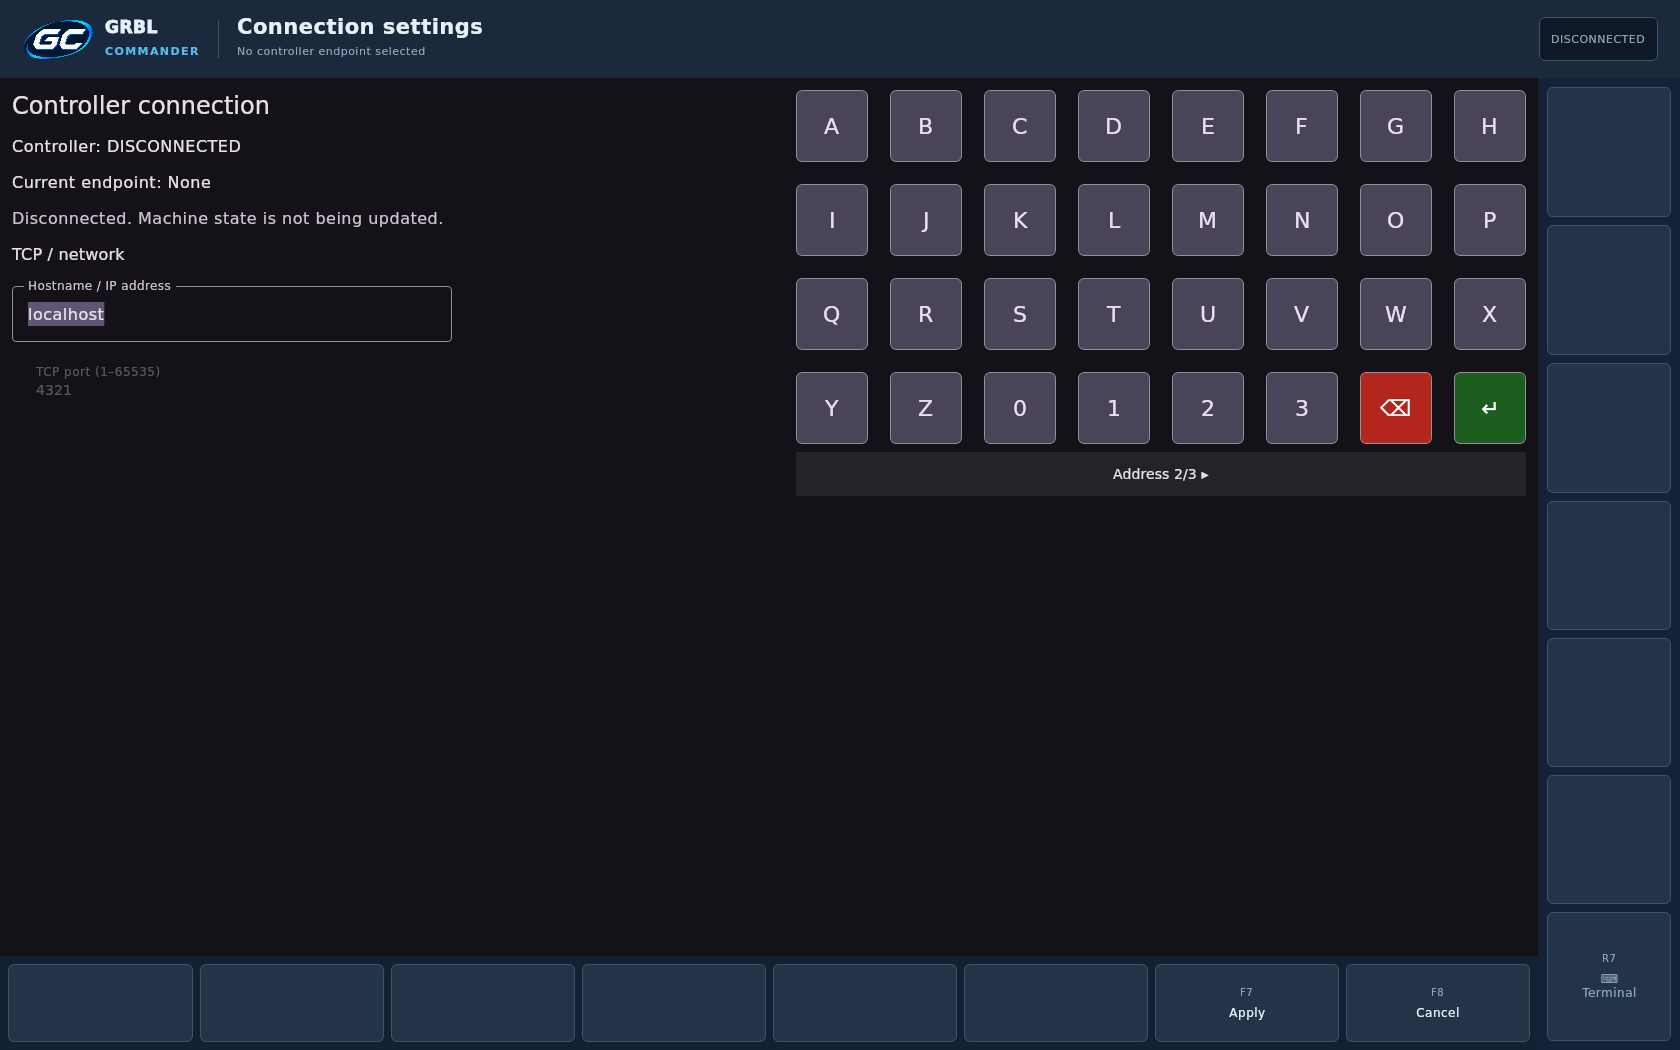 GC
GRBL
COMMANDER
Connection settings
No controller endpoint selected
DISCONNECTED
Controller connection
Controller: DISCONNECTED
Current endpoint: None
Disconnected. Machine state is not being updated.
TCP / network
Hostname / IP address
localhost
TCP port (1–65535)
4321
A B C D E F G H
I J K L M N O P
Q R S T U V W X
Y Z 0 1 2 3 ⌫ ↵
Address 2/3 ▸
F7
Apply
F8
Cancel
R7
⌨
Terminal